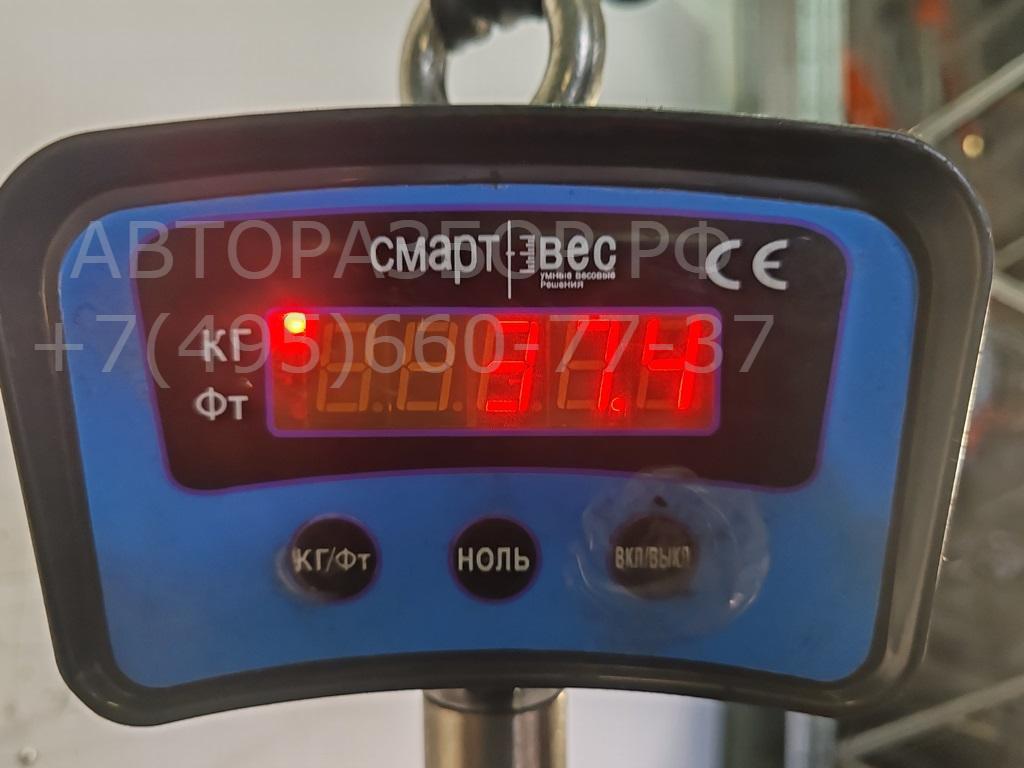 АВТОРАЗБОР.РФ
смарт вес
умные весовые
Решения
CE
+7(495)660-77-37
КГ
37.4
Фт
КГ/Фт
НОЛЬ
ВКЛ/ВЫКЛ